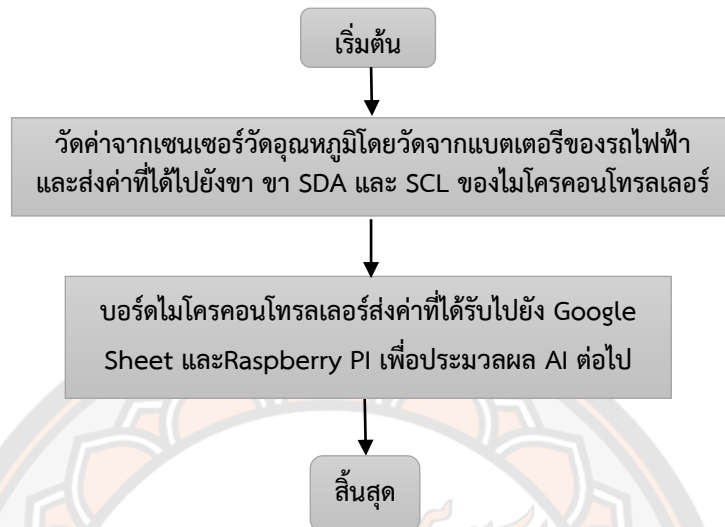 เริ่มต้น
วัดค่าจากเซนเซอร์วัดอุณหภูมิโดยวัดจากแบตเตอรีของรถไฟฟ้า
และส่งค่าที่ได้ไปยังขา ขา SDA และ SCL ของไมโครคอนโทรลเลอร์
บอร์ดไมโครคอนโทรลเลอร์ส่งค่าที่ได้รับไปยัง Google
Sheet และRaspberry PI เพื่อประมวลผล AI ต่อไป
สิ้นสุด